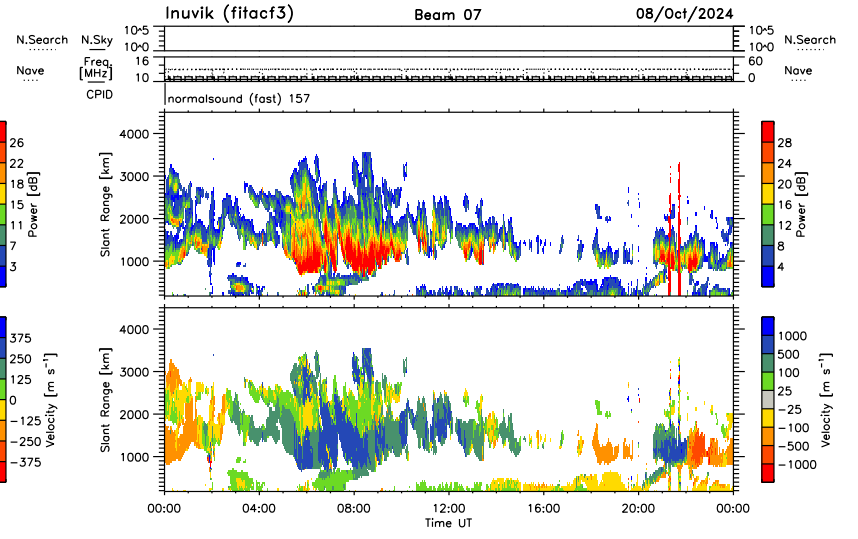 Inuvik (fitacf3) Beam 07 08/Oct/2024
N.Search N.Sky 10^5 10^0 10^5 10^0 N.Search
Nave Freq. [MHz] 16 10 60 0 Nave
CPID normalsound (fast) 157
26 22 18 15 11 7 3
Power [dB]
Slant Range [km]
4000 3000 2000 1000
28 24 20 16 12 8 4
Power [dB]
375 250 125 0 −125 −250 −375
Velocity [m s⁻¹]
Slant Range [km]
4000 3000 2000 1000
1000 500 100 25 −25 −100 −500 −1000
Velocity [m s⁻¹]
00:00 04:00 08:00 12:00 16:00 20:00 00:00
Time UT